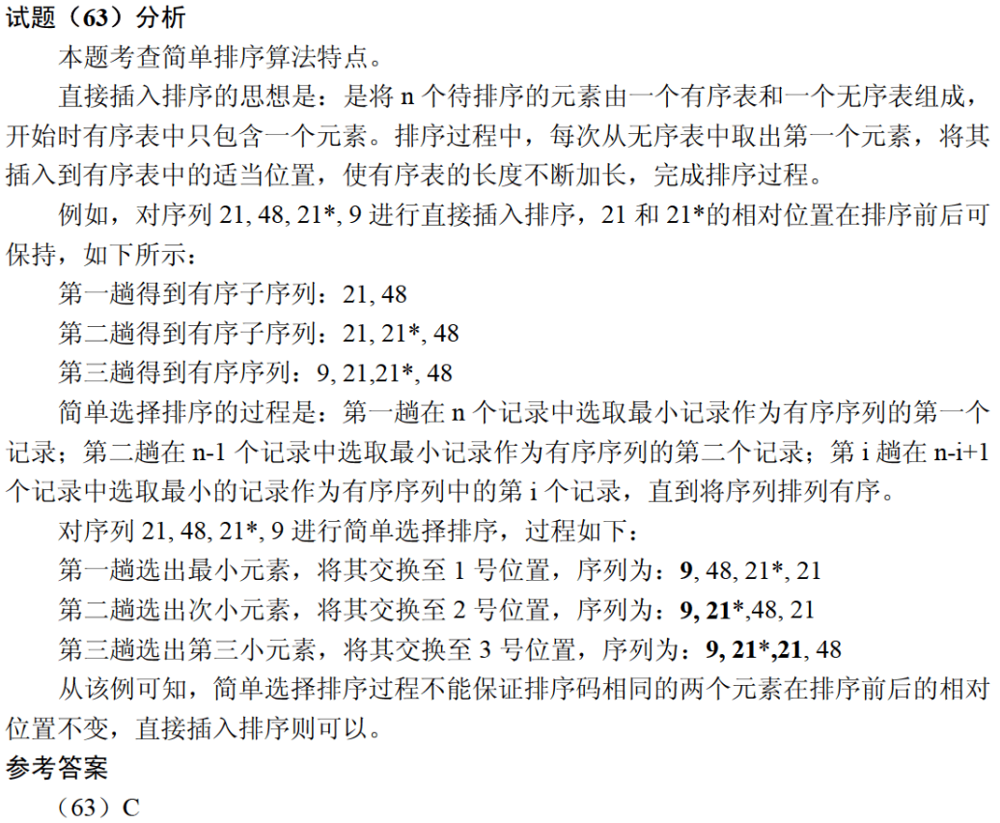 试题（63）分析
本题考查简单排序算法特点。
直接插入排序的思想是：是将 n 个待排序的元素由一个有序表和一个无序表组成，
开始时有序表中只包含一个元素。排序过程中，每次从无序表中取出第一个元素，将其
插入到有序表中的适当位置，使有序表的长度不断加长，完成排序过程。
例如，对序列 21, 48, 21*, 9 进行直接插入排序，21 和 21*的相对位置在排序前后可
保持，如下所示：
第一趟得到有序子序列：21, 48
第二趟得到有序子序列：21, 21*, 48
第三趟得到有序序列：9, 21,21*, 48
简单选择排序的过程是：第一趟在 n 个记录中选取最小记录作为有序序列的第一个
记录；第二趟在 n-1 个记录中选取最小记录作为有序序列的第二个记录；第 i 趟在 n-i+1
个记录中选取最小的记录作为有序序列中的第 i 个记录，直到将序列排列有序。
对序列 21, 48, 21*, 9 进行简单选择排序，过程如下：
第一趟选出最小元素，将其交换至 1 号位置，序列为：9, 48, 21*, 21
第二趟选出次小元素，将其交换至 2 号位置，序列为：9, 21*,48, 21
第三趟选出第三小元素，将其交换至 3 号位置，序列为：9, 21*,21, 48
从该例可知，简单选择排序过程不能保证排序码相同的两个元素在排序前后的相对
位置不变，直接插入排序则可以。
参考答案
（63）C